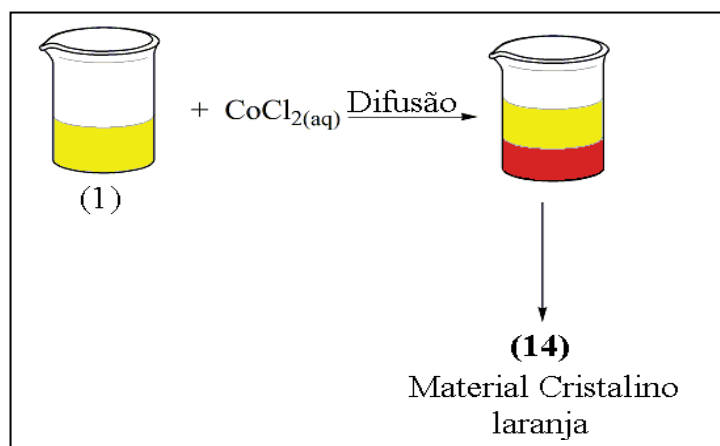 + CoCl2(aq) Difusão
(1)
(14)
Material Cristalino
laranja